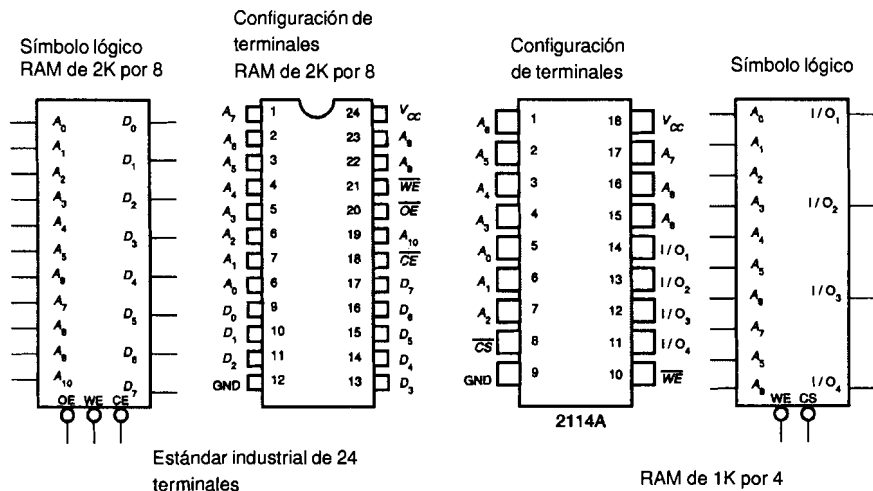 Símbolo lógico
RAM de 2K por 8
A0
A1
A2
A3
A4
A5
A6
A7
A8
A9
A10
D0
D1
D2
D3
D4
D5
D6
D7
OE WE CE
Configuración de
terminales
RAM de 2K por 8
A7 1 24 VCC
A6 2 23 A8
A5 3 22 A9
A4 4 21 W̅E̅
A3 5 20 O̅E̅
A2 6 19 A10
A1 7 18 C̅E̅
A0 8 17 D7
D0 9 16 D6
D1 10 15 D5
D2 11 14 D4
GND 12 13 D3
Estándar industrial de 24
terminales
Configuración
de terminales
A6 1 18 VCC
A5 2 17 A7
A4 3 16 A8
A3 4 15 A9
A0 5 14 I/O1
A1 6 13 I/O2
A2 7 12 I/O3
C̅S̅ 8 11 I/O4
GND 9 10 W̅E̅
2114A
Símbolo lógico
A0
A1
A2
A3
A4
A5
A6
A7
A5
A9
I/O1
I/O2
I/O3
I/O4
WE CS
RAM de 1K por 4